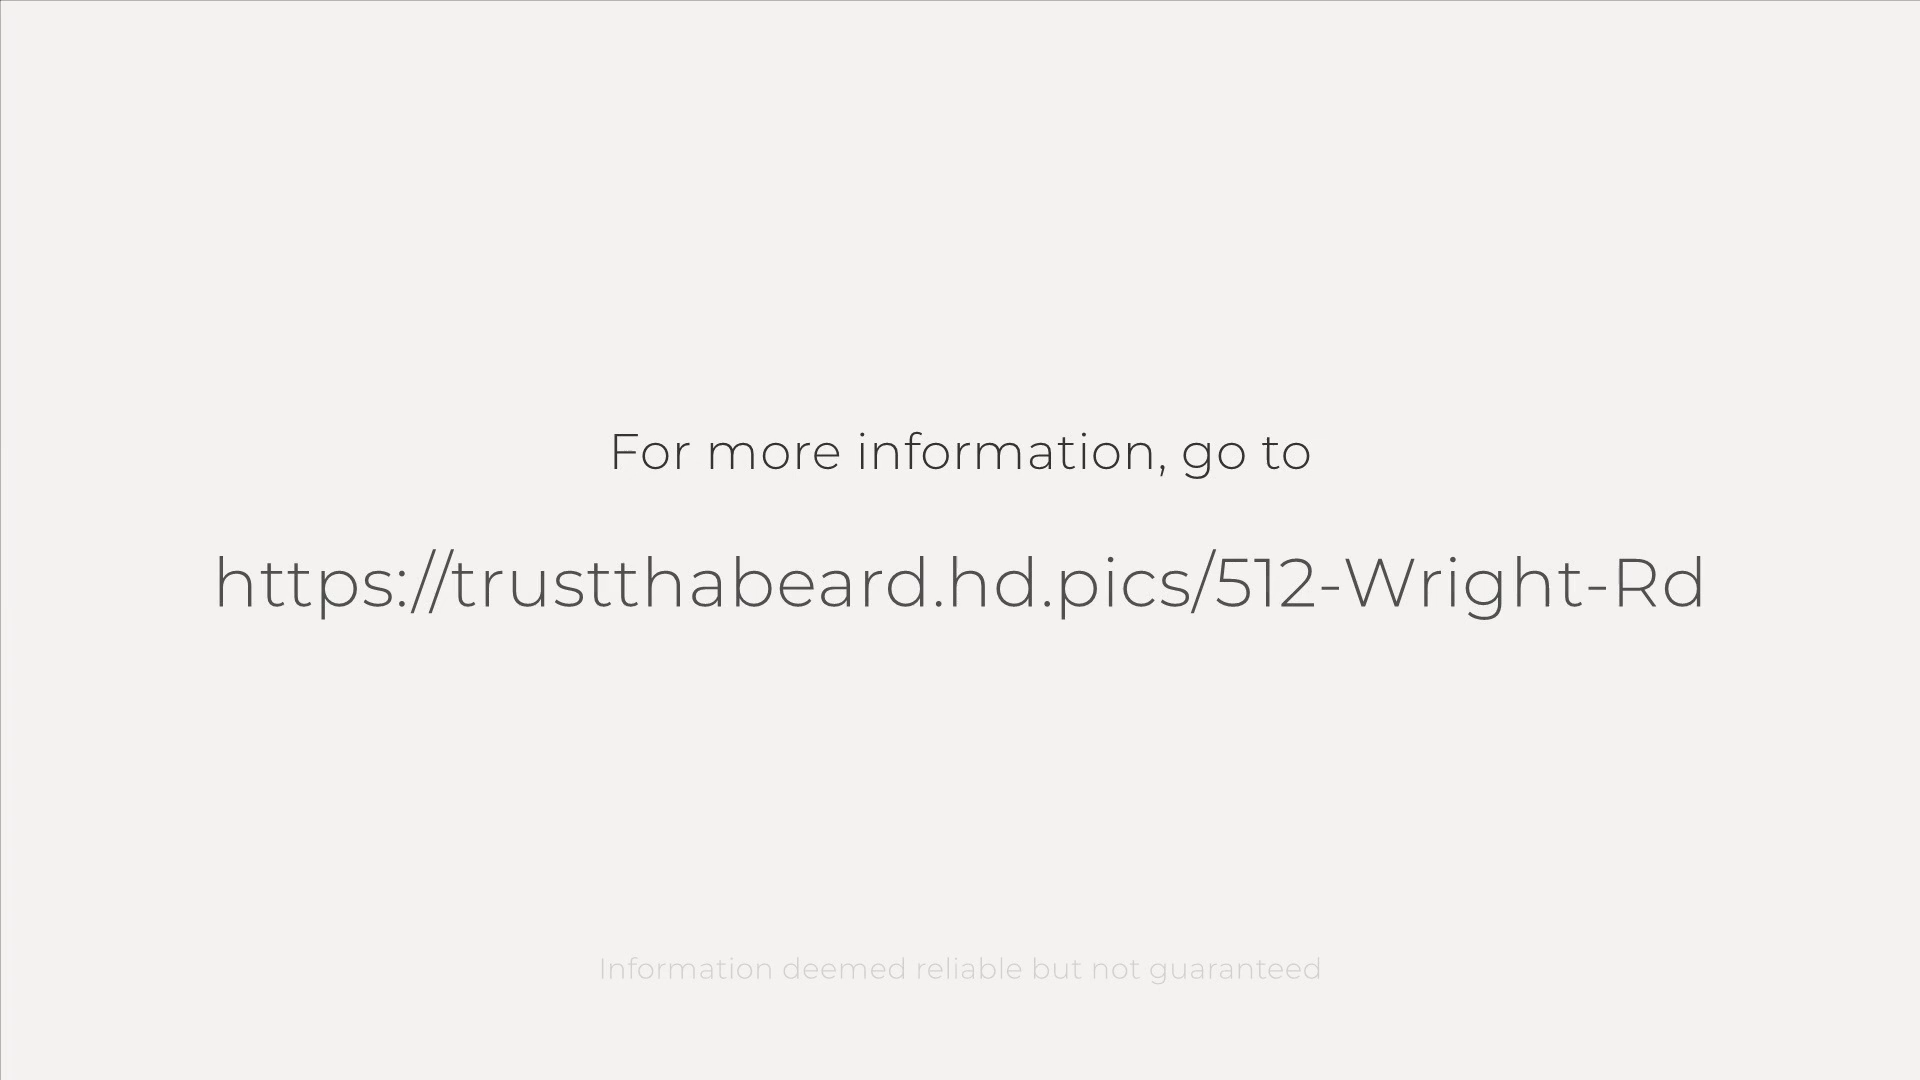 For more information, go to
https://trustthabeard.hd.pics/512-Wright-Rd
Information deemed reliable but not guaranteed